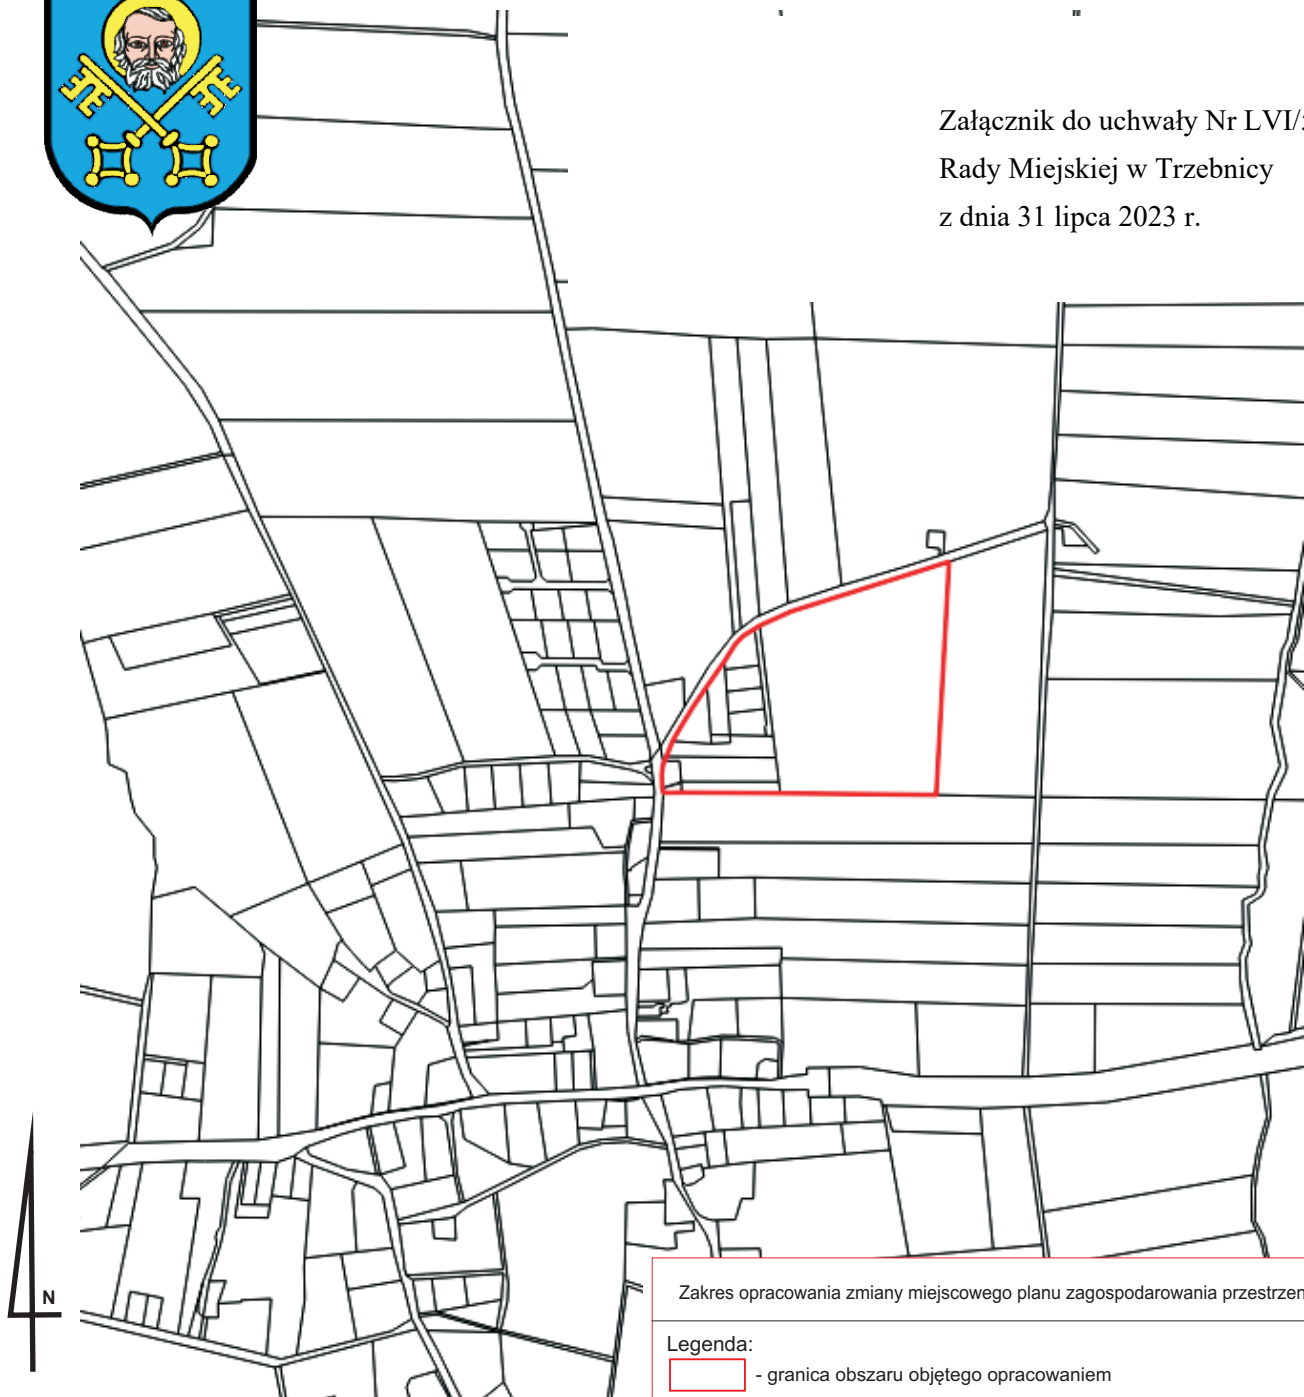 Załącznik do uchwały Nr LVI/
Rady Miejskiej w Trzebnicy
z dnia 31 lipca 2023 r.
N
Zakres opracowania zmiany miejscowego planu zagospodarowania
Legenda:
- granica obszaru objętego opracowaniem